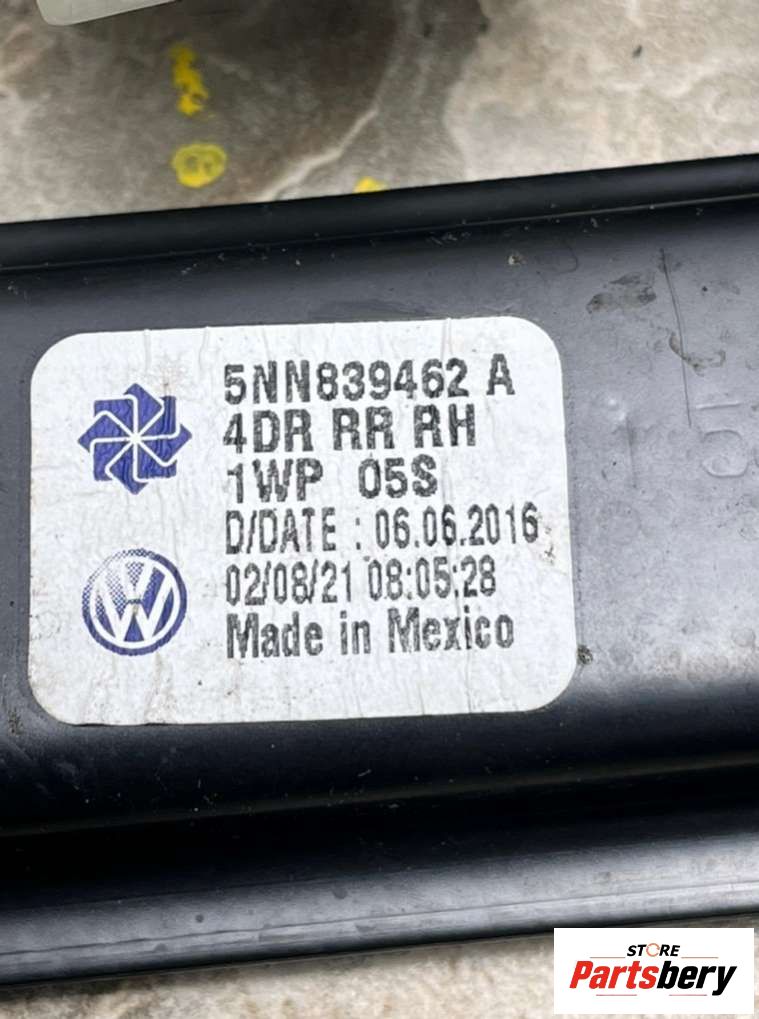 5NN839462 A
4DR RR RH
1WP 05S
D/DATE : 06.06.2016
02/08/21 08:05:28
Made in Mexico
STORE
Partsbery